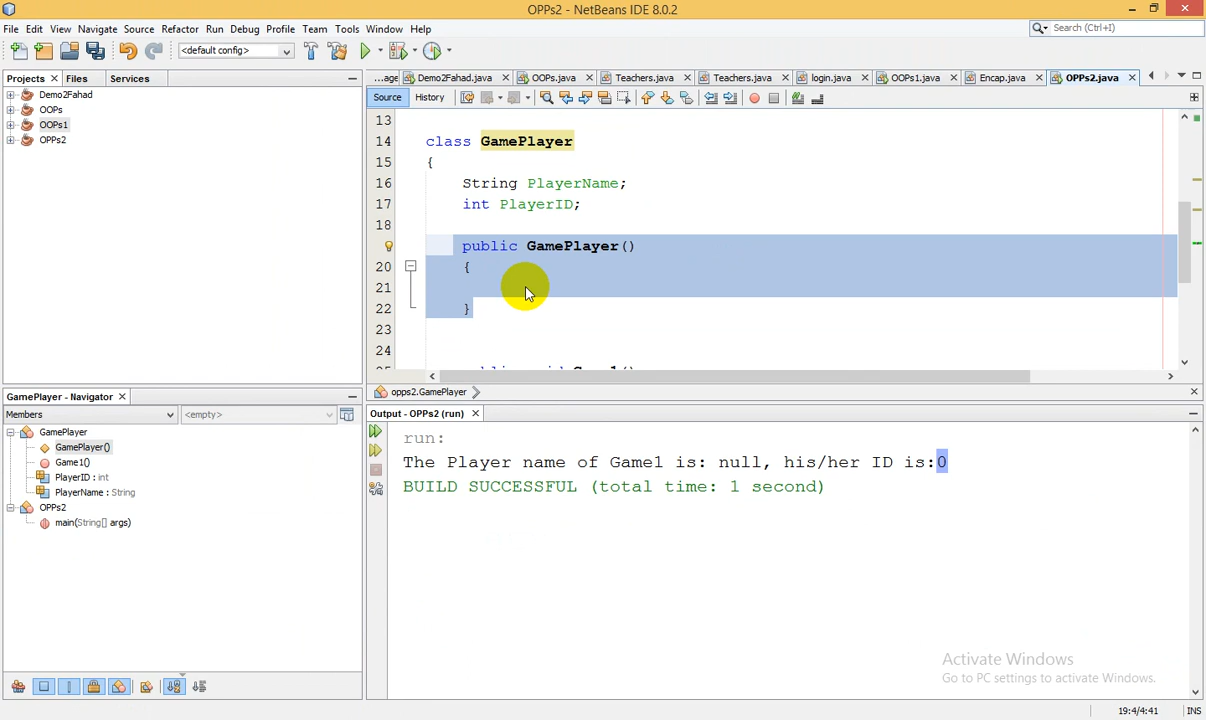 OPPs2 - NetBeans IDE 8.0.2
File Edit View Navigate Source Refactor Run Debug Profile Team Tools Window Help
Search (Ctrl+I)
<default config>
Projects Files Services
Demo2Fahad
OOPs
OOPs1
OPPs2
...age Demo2Fahad.java OOPs.java Teachers.java Teachers.java login.java OOPs1.java Encap.java OPPs2.java
Source History
13
14 class GamePlayer
15 {
16 String PlayerName;
17 int PlayerID;
18
public GamePlayer()
20 {
21
22 }
23
24
opps2.GamePlayer
GamePlayer - Navigator
Members <empty>
GamePlayer
GamePlayer()
Game1()
PlayerID : int
PlayerName : String
OPPs2
main(String[] args)
Output - OPPs2 (run)
run:
The Player name of Game1 is: null, his/her ID is:0
BUILD SUCCESSFUL (total time: 1 second)
Activate Windows
Go to PC settings to activate Windows.
19:4/4:41 INS